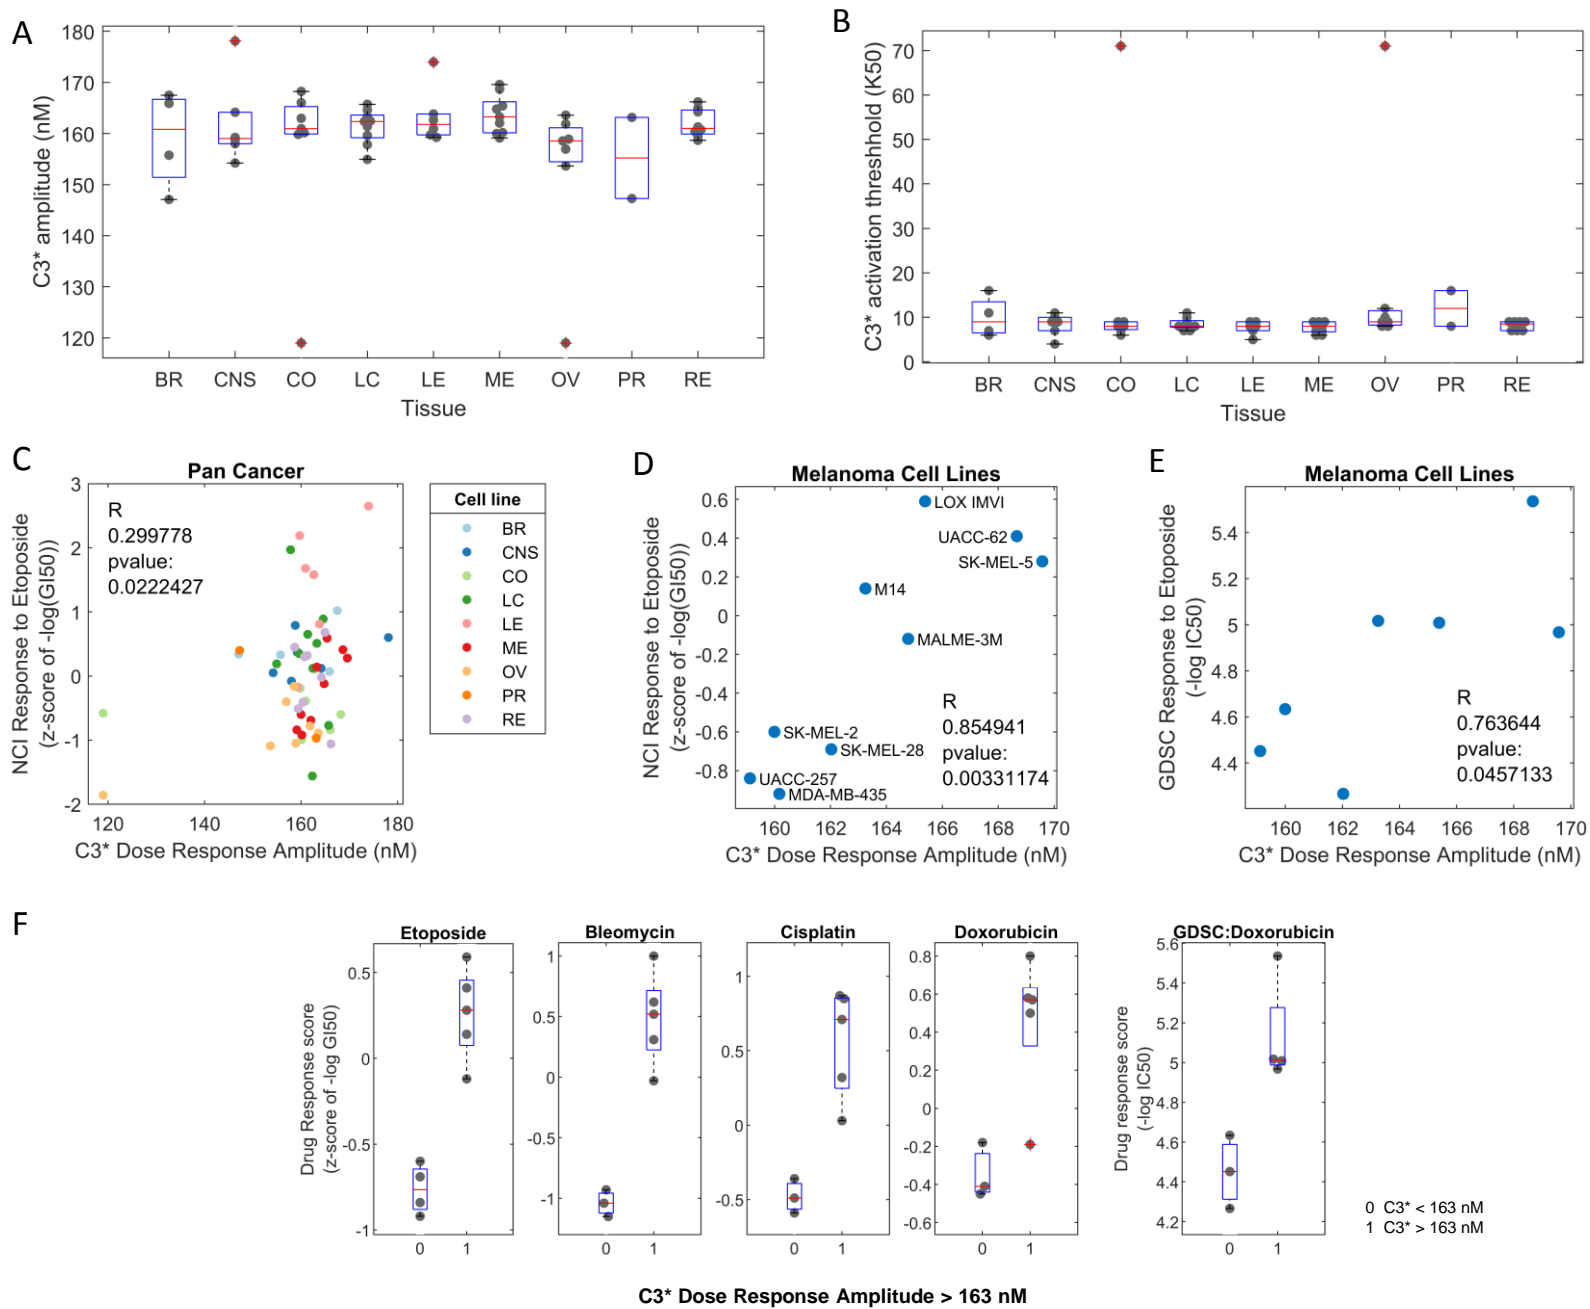 A
180
170
160
150
140
130
120
C3* amplitude (nM)
BR CNS CO LC LE ME OV PR RE
Tissue
B
70
60
50
40
30
20
10
0
C3* activation threshhold (K50)
BR CNS CO LC LE ME OV PR RE
Tissue
C
Pan Cancer
R
0.299778
pvalue:
0.0222427
3
2
1
0
-1
-2
NCI Response to Etoposide
(z-score of -log(GI50))
120 140 160 180
C3* Dose Response Amplitude (nM)
Cell line
BR
CNS
CO
LC
LE
ME
OV
PR
RE
D
Melanoma Cell Lines
0.6
0.4
0.2
0
-0.2
-0.4
-0.6
-0.8
NCI Response to Etoposide
(z-score of -log(GI50))
LOX IMVI
UACC-62
SK-MEL-5
M14
MALME-3M
SK-MEL-2
SK-MEL-28
UACC-257
MDA-MB-435
R
0.854941
pvalue:
0.00331174
160 162 164 166 168 170
C3* Dose Response Amplitude (nM)
E
Melanoma Cell Lines
5.4
5.2
5
4.8
4.6
4.4
GDSC Response to Etoposide
(-log IC50)
R
0.763644
pvalue:
0.0457133
160 162 164 166 168 170
C3* Dose Response Amplitude (nM)
F
Etoposide
0.5
0
-0.5
-1
Drug Response score
(z-score of -log GI50)
0 1
Bleomycin
1
0.5
0
-0.5
-1
0 1
Cisplatin
1
0.5
0
-0.5
0 1
Doxorubicin
0.8
0.6
0.4
0.2
0
-0.2
-0.4
-0.6
0 1
GDSC:Doxorubicin
5.6
5.4
5.2
5
4.8
4.6
4.4
4.2
Drug response score
(-log IC50)
0 1
0 C3* < 163 nM
1 C3* > 163 nM
C3* Dose Response Amplitude > 163 nM